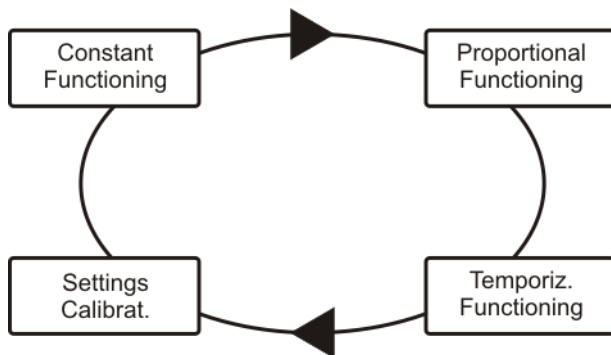 Constant
Functioning
Proportional
Functioning
Settings
Calibrat.
Temporiz.
Functioning